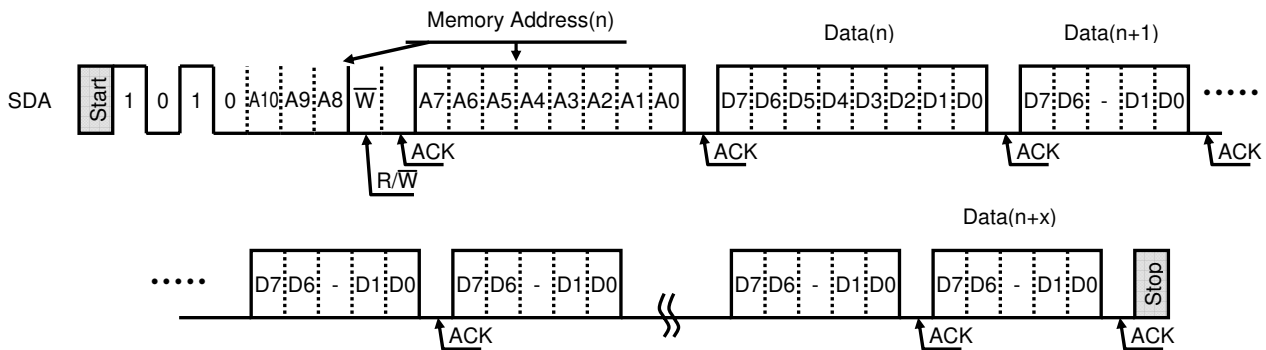 Memory Address(n)
Data(n) Data(n+1)
SDA Start 1 0 1 0 A10 A9 A8 W̅ A7 A6 A5 A4 A3 A2 A1 A0 D7 D6 D5 D4 D3 D2 D1 D0 D7 D6 - D1 D0 •••••
ACK ACK ACK ACK
R/W̅
Data(n+x)
••••• D7 D6 - D1 D0 D7 D6 - D1 D0 D7 D6 - D1 D0 D7 D6 - D1 D0 Stop
ACK ACK ACK